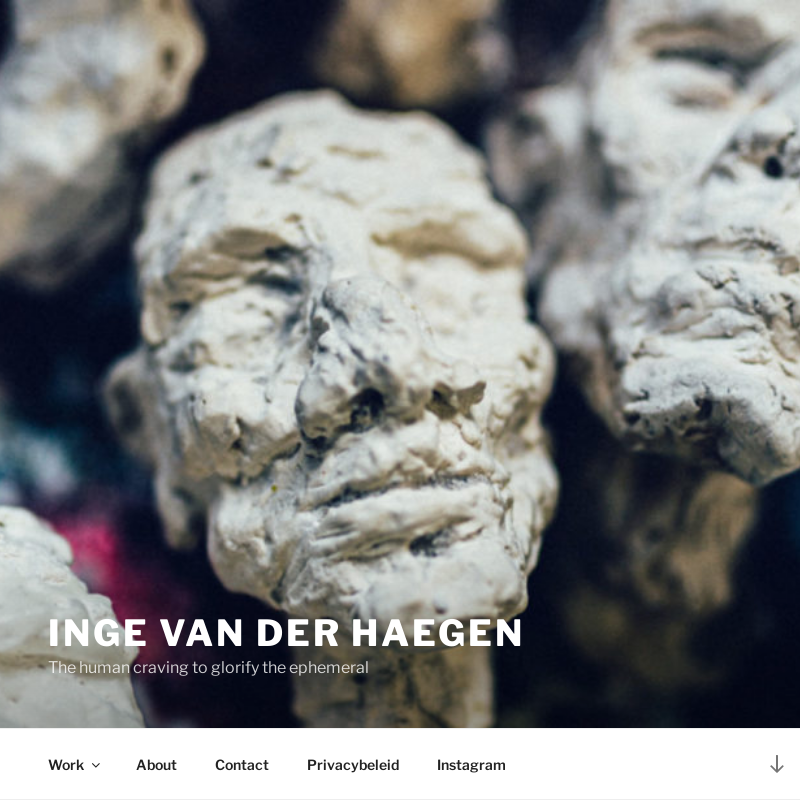 INGE VAN DER HAEGEN
The human craving to glorify the ephemeral
Work
About
Contact
Privacybeleid
Instagram